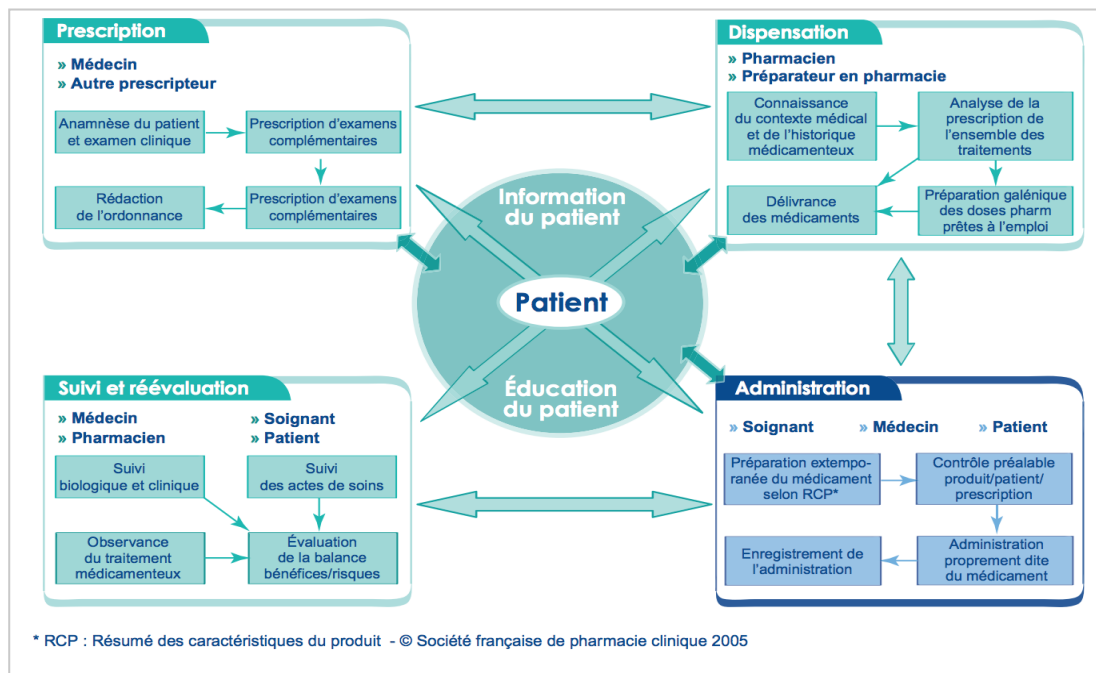 Prescription
» Médecin
» Autre prescripteur
Anamnèse du patient
et examen clinique
Prescription d'examens
complémentaires
Rédaction
de l'ordonnance
Prescription d'examens
complémentaires
Dispensation
» Pharmacien
» Préparateur en pharmacie
Connaissance
du contexte médical
et de l'historique
médicamenteux
Analyse de la
prescription de
l'ensemble des
traitements
Délivrance
des médicaments
Préparation galénique
des doses pharm
prêtes à l'emploi
Information
du patient
Patient
Éducation
du patient
Suivi et réévaluation
» Médecin
» Pharmacien
» Soignant
» Patient
Suivi
biologique et clinique
Suivi
des actes de soins
Observance
du traitement
médicamenteux
Évaluation
de la balance
bénéfices/risques
Administration
» Soignant
» Médecin
» Patient
Préparation extempo-
ranée du médicament
selon RCP*
Contrôle préalable
produit/patient/
prescription
Enregistrement de
l'administration
Administration
proprement dite
du médicament
* RCP : Résumé des caractéristiques du produit - © Société française de pharmacie clinique 2005